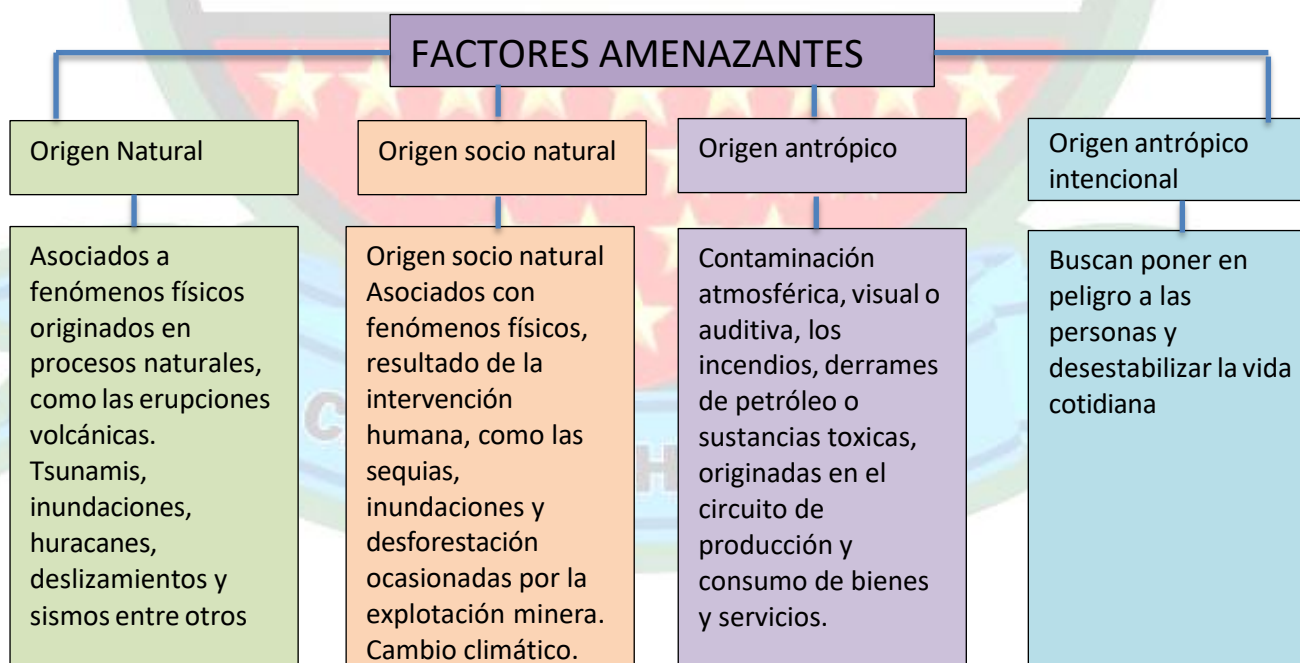 FACTORES AMENAZANTES
Origen Natural
Asociados a
fenómenos físicos
originados en
procesos naturales,
como las erupciones
volcánicas.
Tsunamis,
inundaciones,
huracanes,
deslizamientos y
sismos entre otros
Origen socio natural
Origen socio natural
Asociados con
fenómenos físicos,
resultado de la
intervención
humana, como las
sequias,
inundaciones y
desforestación
ocasionadas por la
explotación minera.
Cambio climático.
Origen antrópico
Contaminación
atmosférica, visual o
auditiva, los
incendios, derrames
de petróleo o
sustancias toxicas,
originadas en el
circuito de
producción y
consumo de bienes
y servicios.
Origen antrópico
intencional
Buscan poner en
peligro a las
personas y
desestabilizar la vida
cotidiana